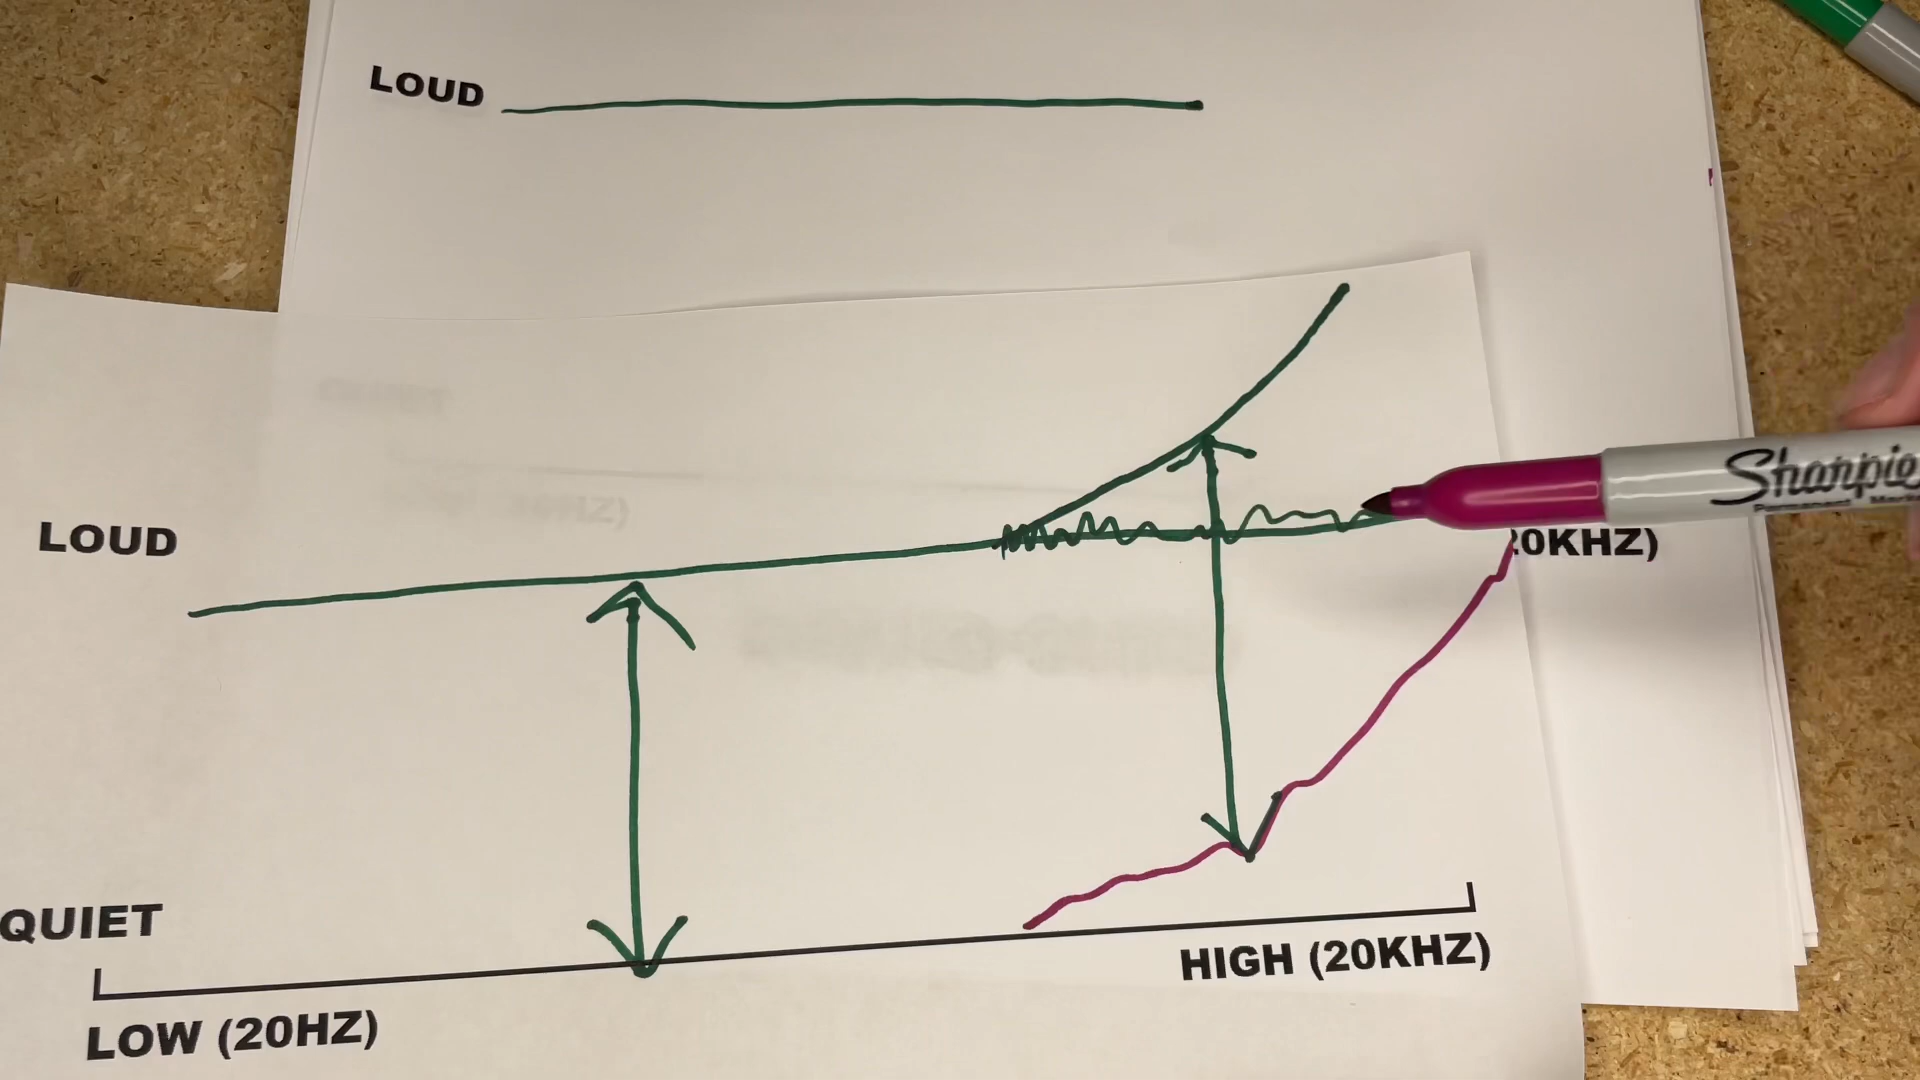 LOUD
LOUD
Sharpie
20KHZ)
QUIET
HIGH (20KHZ)
LOW (20HZ)